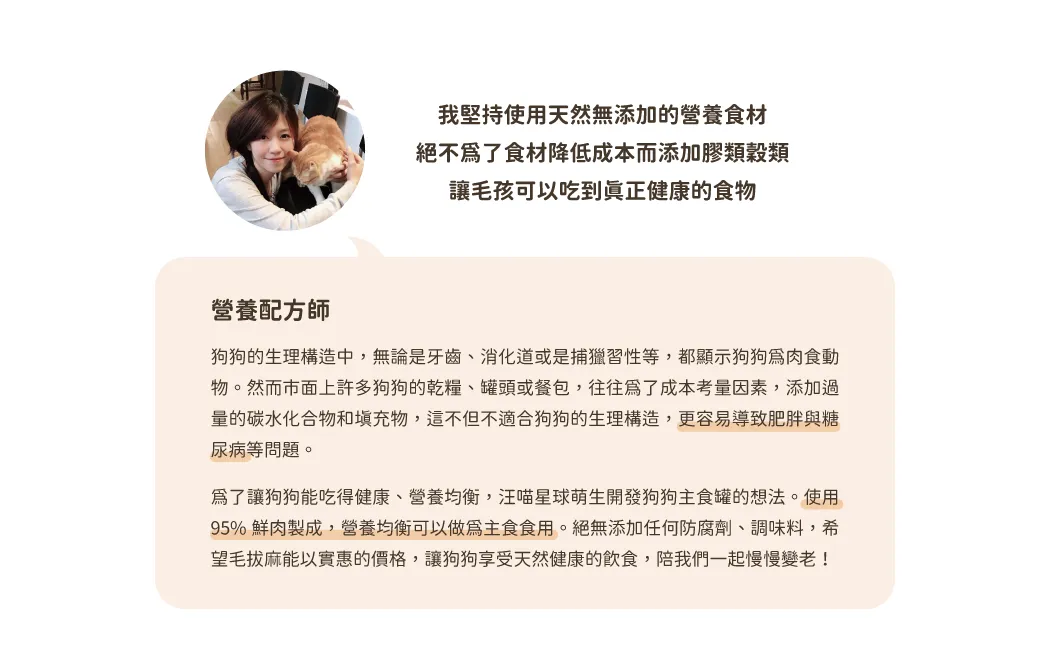 我堅持使用天然無添加的營養食材
絕不爲了食材降低成本而添加膠類穀類
讓毛孩可以吃到眞正健康的食物
營養配方師
狗狗的生理構造中，無論是牙齒、消化道或是捕獵習性等，都顯示狗狗爲肉食動
物。然而市面上許多狗狗的乾糧、罐頭或餐包，往往爲了成本考量因素，添加過
量的碳水化合物和塡充物，這不但不適合狗狗的生理構造，更容易導致肥胖與糖
尿病等問題。
爲了讓狗狗能吃得健康、營養均衡，汪喵星球萌生開發狗狗主食罐的想法。使用
95% 鮮肉製成，營養均衡可以做爲主食食用。絕無添加任何防腐劑、調味料，希
望毛拔麻能以實惠的價格，讓狗狗享受天然健康的飲食，陪我們一起慢慢變老！